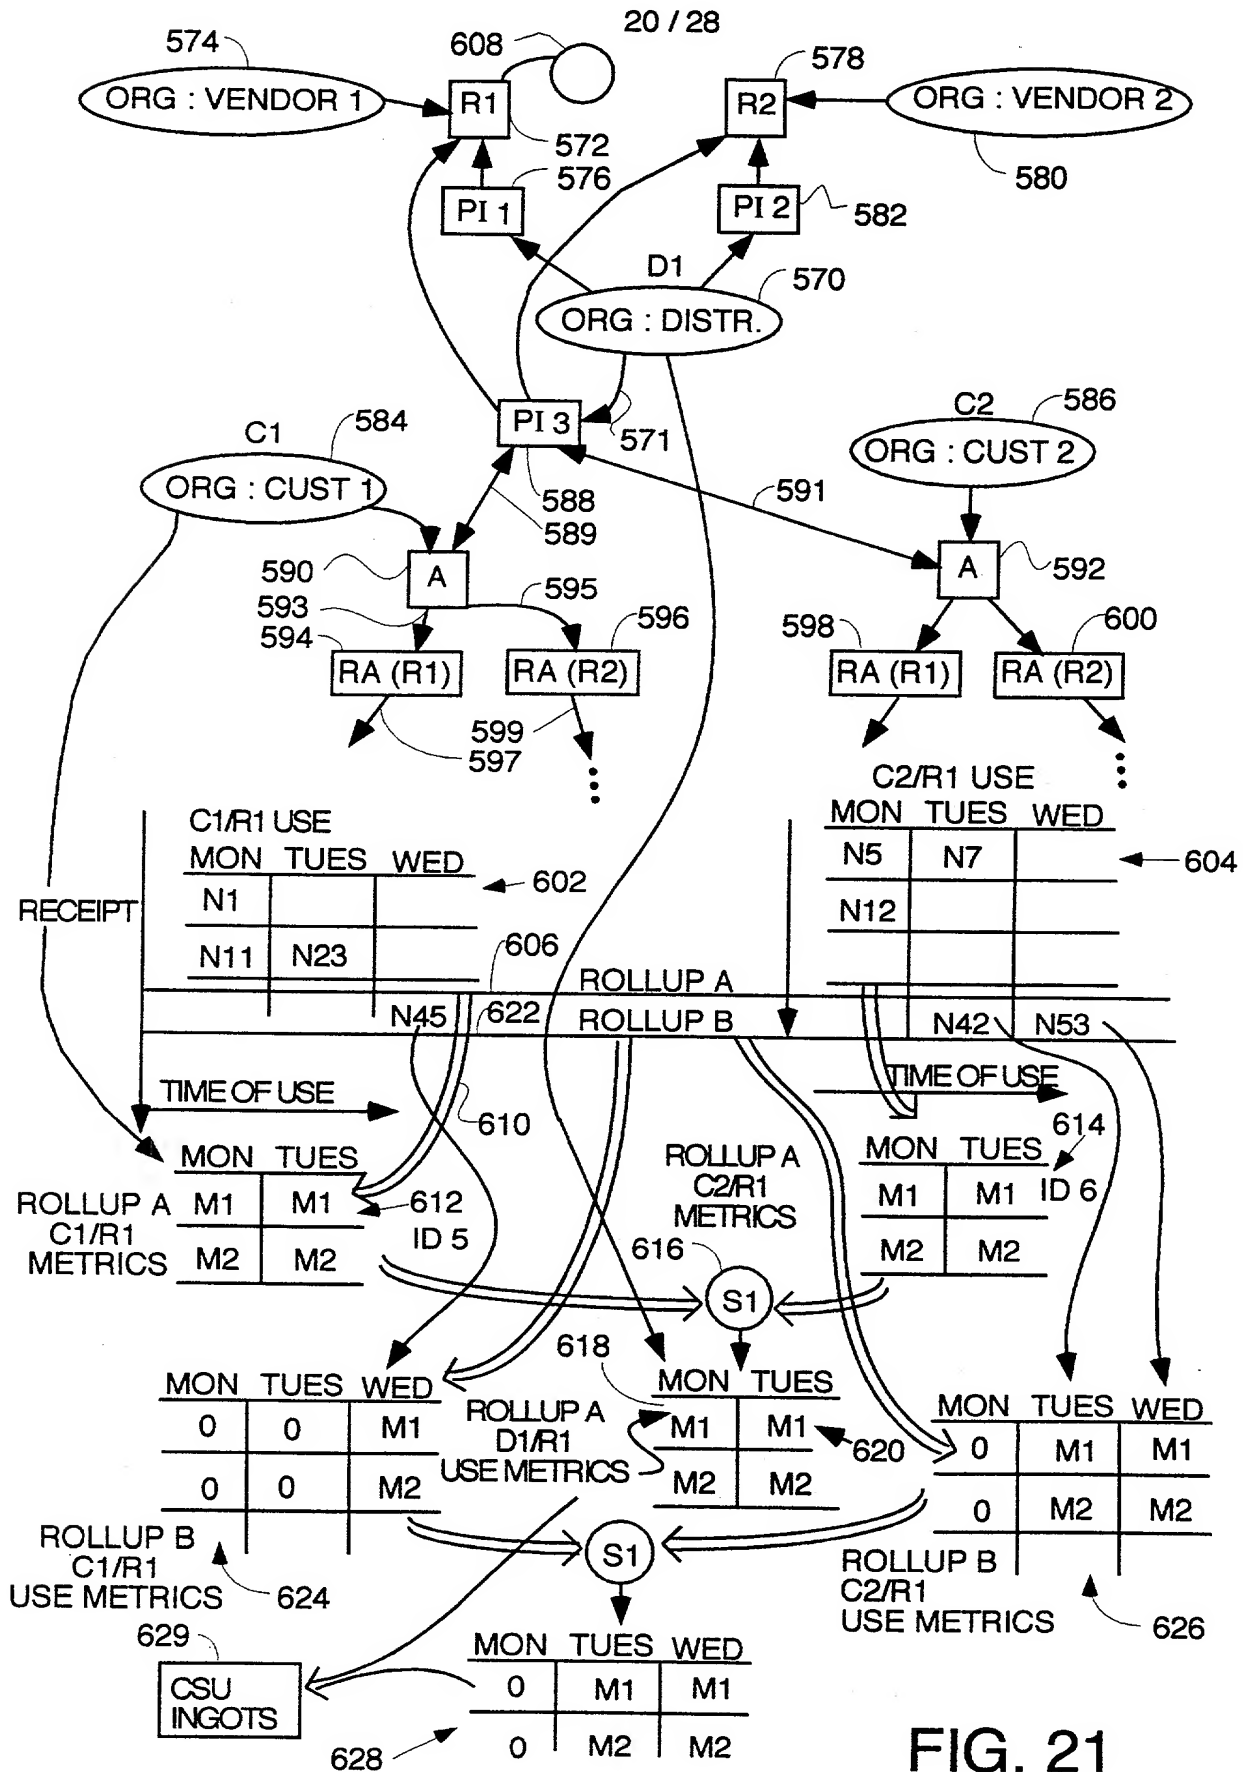 20 / 28
574
608
578
ORG : VENDOR 1
R1
R2
ORG : VENDOR 2
572
576
580
PI 1
PI 2
582
D1
570
ORG : DISTR.
C1
584
PI 3
571
C2
586
ORG : CUST 1
ORG : CUST 2
588
589
591
590
A
595
A
592
593
594
596
598
600
RA (R1)
RA (R2)
RA (R1)
RA (R2)
599
597
C2/R1 USE
C1/R1 USE
MON TUES WED
MON TUES WED
N5 N7
604
602
N1
RECEIPT
N12
606
N11 N23
ROLLUP A
N45
622
ROLLUP B
N42 N53
TIME OF USE
TIME OF USE
610
614
MON TUES
ROLLUP A
C2/R1
METRICS
MON TUES
ROLLUP A
C1/R1
METRICS
M1 M1
612
ID 5
M1 M1
ID 6
M2 M2
616
M2 M2
S1
618
MON TUES WED
MON TUES
MON TUES WED
0 0 M1
ROLLUP A
D1/R1
USE METRICS
M1 M1
620
0 M1 M1
0 0 M2
M2 M2
0 M2 M2
ROLLUP B
C1/R1
USE METRICS
624
S1
ROLLUP B
C2/R1
USE METRICS
626
629
MON TUES WED
CSU
INGOTS
0 M1 M1
628
0 M2 M2
FIG. 21